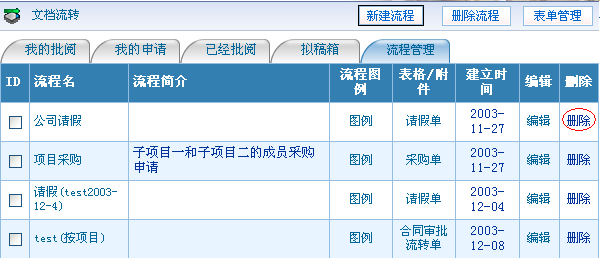 文档流转
新建流程 删除流程 表单管理
我的批阅 我的申请 已经批阅 拟稿箱 流程管理
ID 流程名 流程简介 流程图例 表格/附件 建立时间 编辑 删除
公司请假 图例 请假单 2003-11-27 编辑 删除
项目采购 子项目一和子项目二的成员采购申请 图例 采购单 2003-11-27 编辑 删除
请假(test2003-12-4) 图例 请假单 2003-12-04 编辑 删除
test(按项目) 图例 合同审批流转单 2003-12-08 编辑 删除